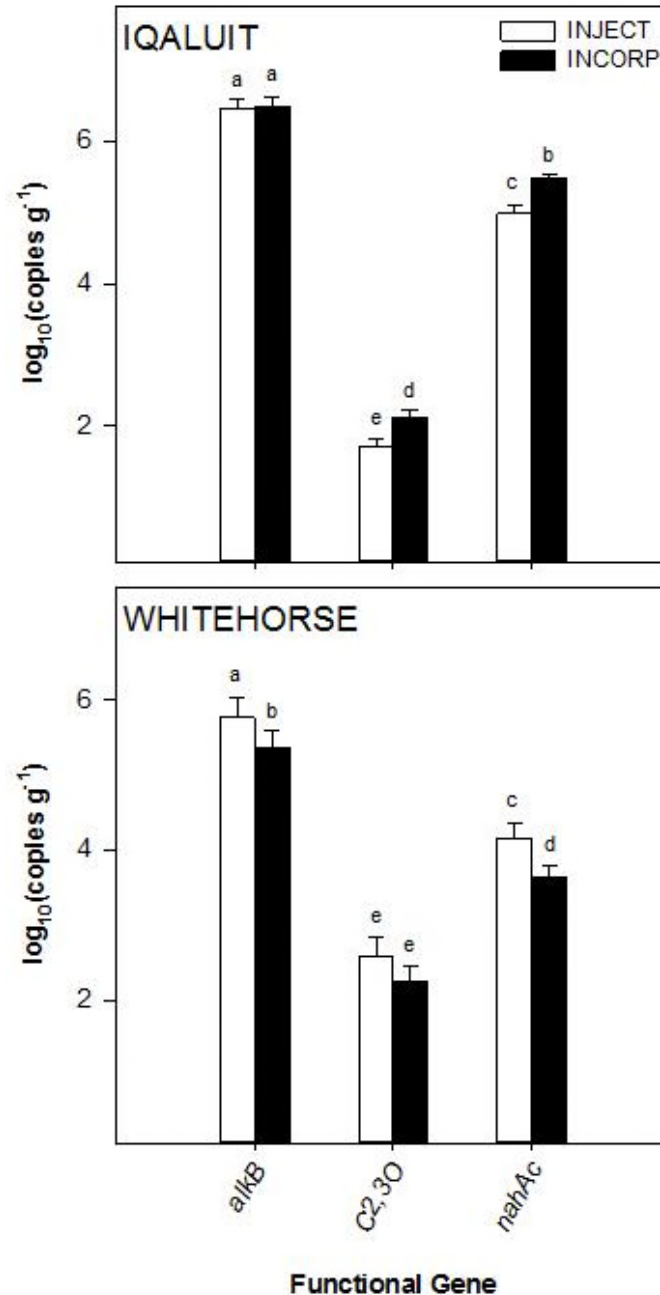 IQALUIT
INJECT
INCORP
a a
6
b
c
log10(copies g-1)
4
d
e
2
WHITEHORSE
a
6
b
c
log10(copies g-1)
4
d
e
e
2
alkB
C2,3O
nahAc
Functional Gene